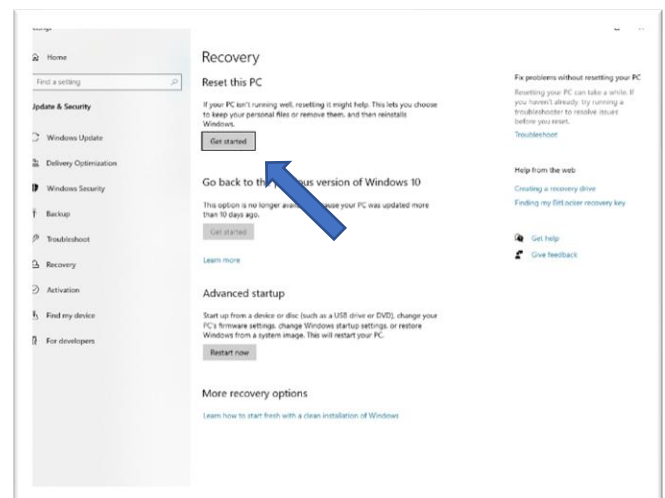 Home
Find a setting
Update & Security
Windows Update
Delivery Optimization
Windows Security
Backup
Troubleshoot
Recovery
Activation
Find my device
For developers
Recovery
Reset this PC
If your PC isn't running well, resetting it might help. This lets you choose
to keep your personal files or remove them, and then reinstalls
Windows.
Get started
Go back to the
version of Windows 10
This option is no longer
your PC was updated more
than 10 days ago.
Get started
Learn more
Advanced startup
Start up from a device or disc (such as a USB drive or DVD), change your
PC's firmware settings, change Windows startup settings, or restore
Windows from a system image. This will restart your PC.
Restart now
More recovery options
Learn how to start fresh with a clean installation of Windows
Fix problems without resetting your PC
Resetting your PC can take a while. If
you haven't already, try running a
troubleshooter to resolve issues
before you reset.
Troubleshoot
Help from the web
Creating a recovery drive
Finding my BitLocker recovery key
Get help
Give feedback